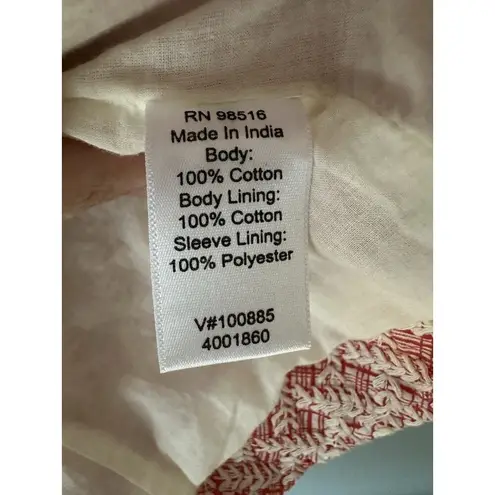 RN 98516
Made In India
Body:
100% Cotton
Body Lining:
100% Cotton
Sleeve Lining:
100% Polyester
V#100885
4001860